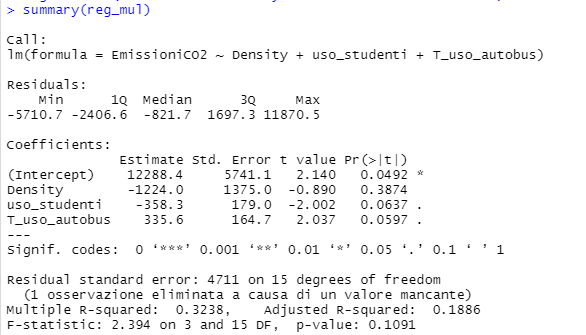 > summary(reg_mul)
Call:
lm(formula = EmissioniCO2 ~ Density + uso_studenti + T_uso_autobus)
Residuals:
    Min      1Q  Median      3Q     Max
-5710.7 -2406.6  -821.7  1697.3 11870.5
Coefficients:
              Estimate Std. Error t value Pr(>|t|)
(Intercept)    12288.4     5741.1   2.140   0.0492 *
Density        -1224.0     1375.0  -0.890   0.3874
uso_studenti    -358.3      179.0  -2.002   0.0637 .
T_uso_autobus    335.6      164.7   2.037   0.0597 .
---
Signif. codes:  0 ‘***’ 0.001 ‘**’ 0.01 ‘*’ 0.05 ‘.’ 0.1 ‘ ’ 1
Residual standard error: 4711 on 15 degrees of freedom
  (1 osservazione eliminata a causa di un valore mancante)
Multiple R-squared:  0.3238,    Adjusted R-squared:  0.1886
F-statistic: 2.394 on 3 and 15 DF,  p-value: 0.1091